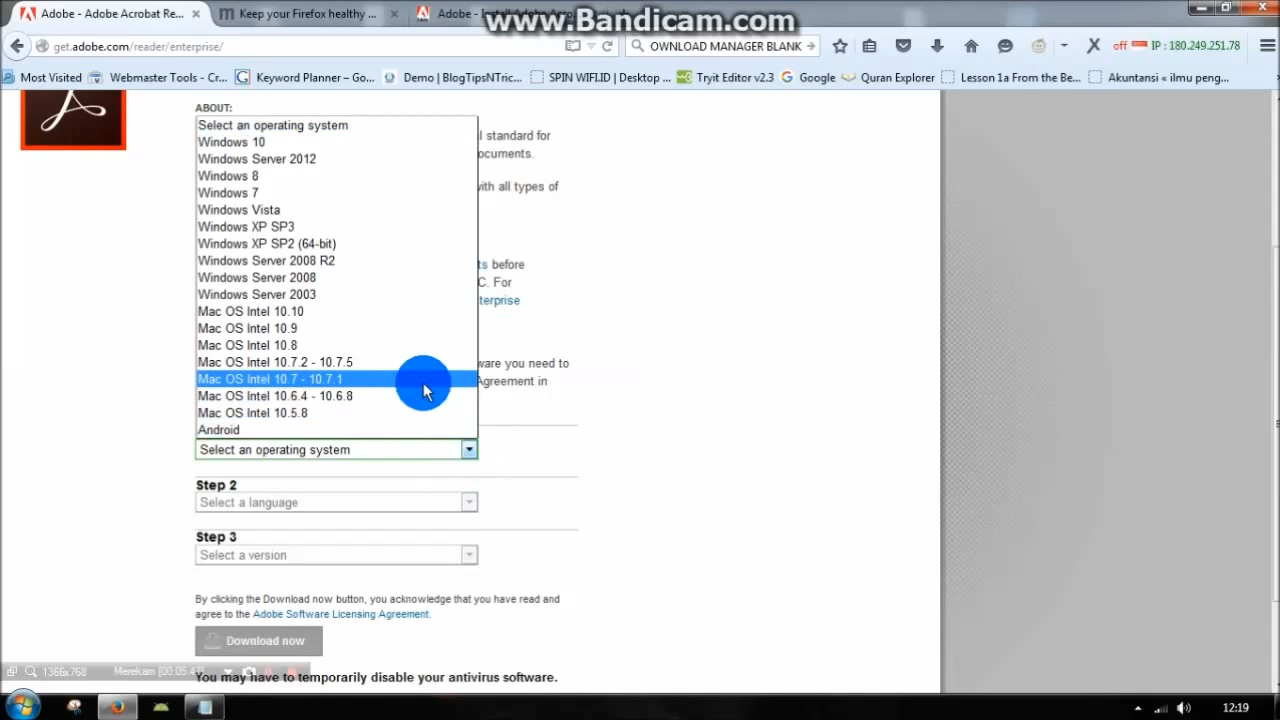 www.Bandicam.com
Adobe - Adobe Acrobat Re...
Keep your Firefox healthy ...
Adobe - Install Adobe Acro
get.adobe.com/reader/enterprise/
OWNLOAD MANAGER BLANK
off
IP : 180.249.251.78
Most Visited
Webmaster Tools - Cr...
Keyword Planner – Go...
Demo | BlogTipsNTric...
SPIN WIFI.ID | Desktop ...
Tryit Editor v2.3
Google
Quran Explorer
Lesson 1a From the Be...
Akuntansi « ilmu peng...
ABOUT:
Select an operating system
Windows 10
Windows Server 2012
Windows 8
Windows 7
Windows Vista
Windows XP SP3
Windows XP SP2 (64-bit)
Windows Server 2008 R2
Windows Server 2008
Windows Server 2003
Mac OS Intel 10.10
Mac OS Intel 10.9
Mac OS Intel 10.8
Mac OS Intel 10.7.2 - 10.7.5
Mac OS Intel 10.7 - 10.7.1
Mac OS Intel 10.6.4 - 10.6.8
Mac OS Intel 10.5.8
Android
l standard for
ocuments.
with all types of
ts before
C. For
terprise
ware you need to
Agreement in
Select an operating system
Step 2
Select a language
Step 3
Select a version
By clicking the Download now button, you acknowledge that you have read and
agree to the Adobe Software Licensing Agreement.
Download now
1366x768
Merekam [00:05:4
You may have to temporarily disable your antivirus software.
12:19